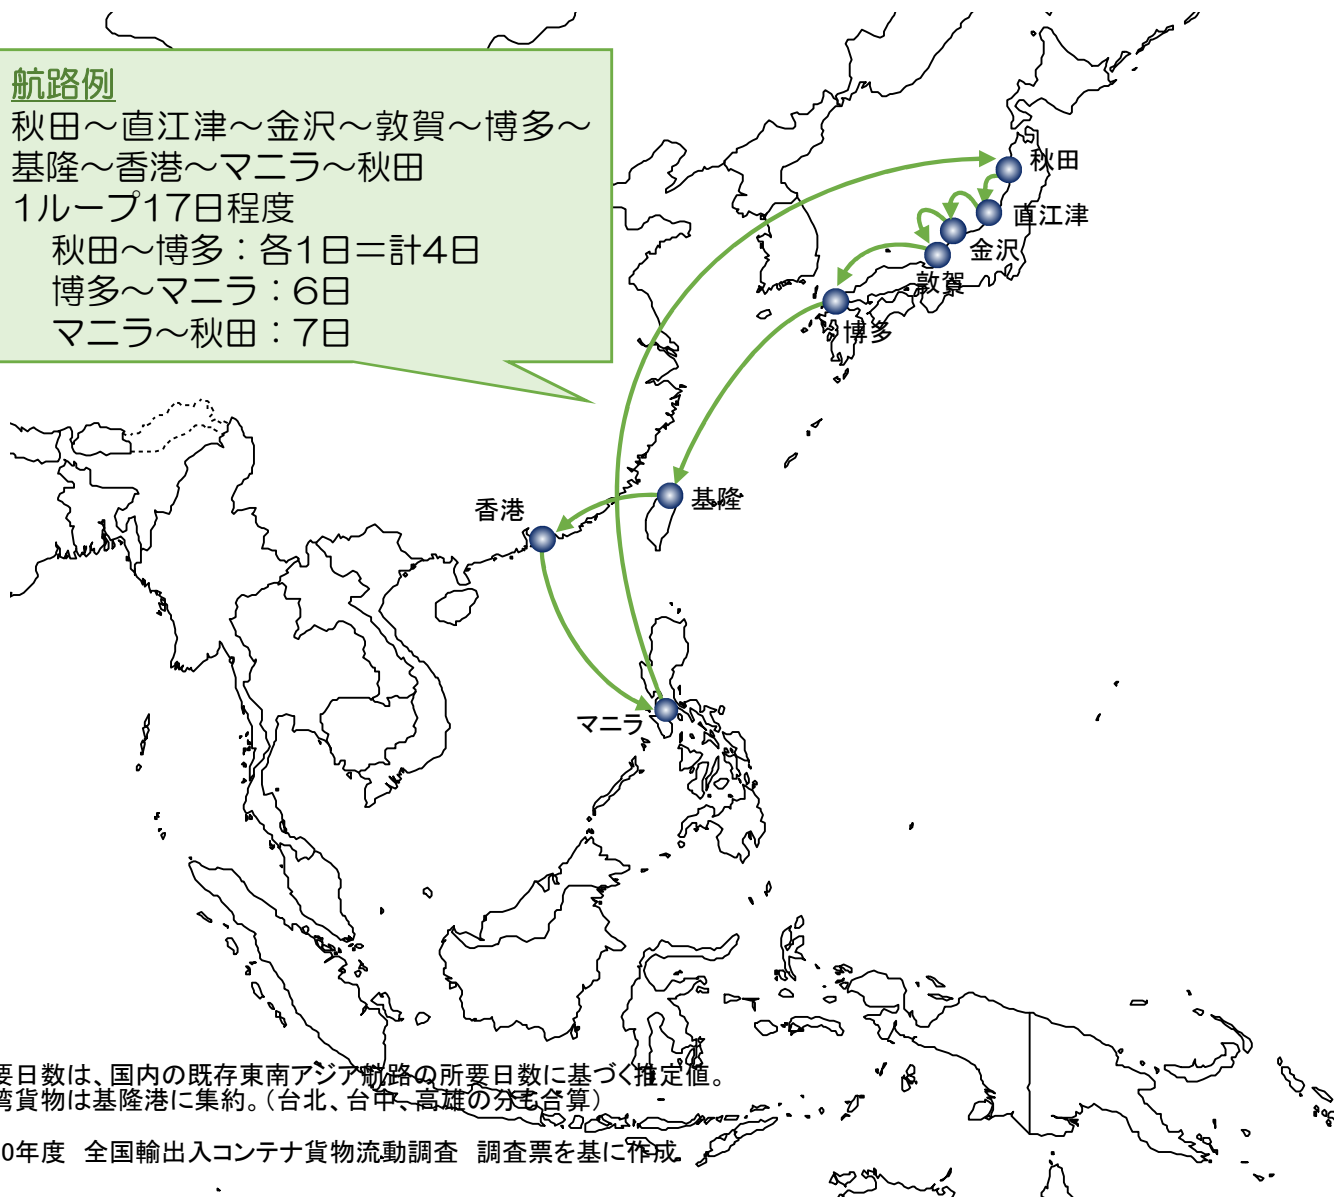 航路例
秋田～直江津～金沢～敦賀～博多～
基隆～香港～マニラ～秋田
1ループ17日程度
秋田～博多：各1日＝計4日
博多～マニラ：6日
マニラ～秋田：7日
秋田
直江津
金沢
敦賀
博多
基隆
香港
マニラ
要日数は、国内の既存東南アジア航路の所要日数に基づく推定値。
湾貨物は基隆港に集約。（台北、台中、高雄の分も合算）
0年度 全国輸出入コンテナ貨物流動調査 調査票を基に作成